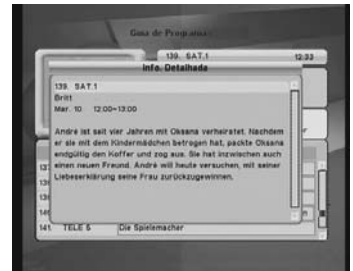 Guia de Programas
139. SAT.1 12:33
Info. Detalhada
139. SAT.1
Britt
Mar. 10 12:00-13:00
André ist seit vier Jahren mit Oksana verheiratet. Nachdem
er sie mit dem Kindermädchen betrogen hat, packte Oksana
endgültig den Koffer und zog aus. Sie hat inzwischen auch
einen neuen Freund. André will heute versuchen, mit seiner
Liebeserklärung seine Frau zurückzugewinnen.
141. TELE 5 Die Spielemacher